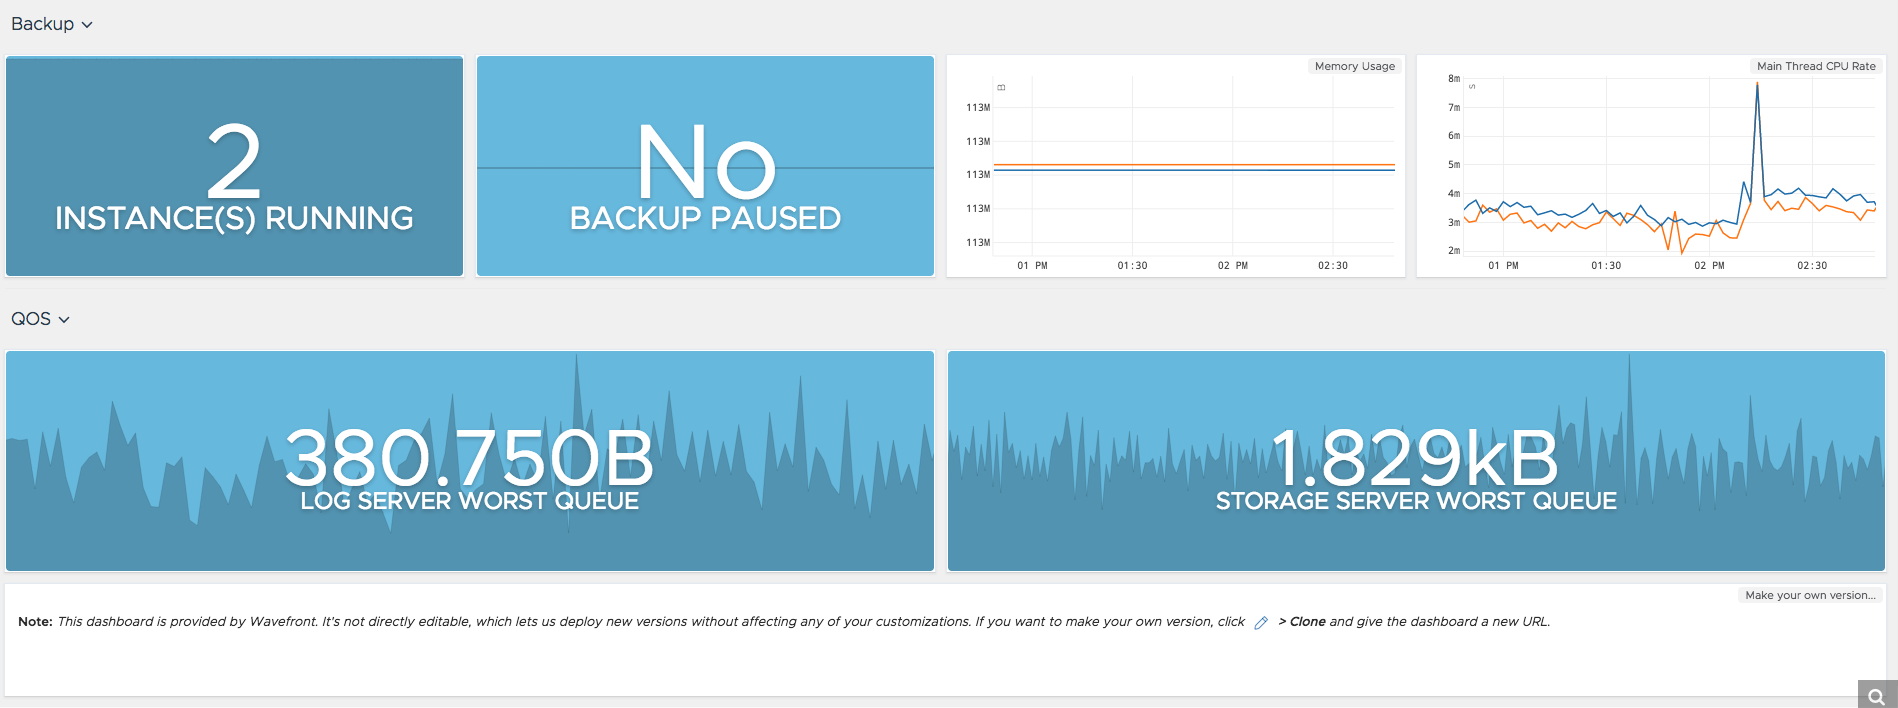 Backup
2
INSTANCE(S) RUNNING
No
BACKUP PAUSED
Memory Usage
B
113M
113M
113M
113M
113M
01 PM 01:30 02 PM 02:30
Main Thread CPU Rate
s
8m
7m
6m
5m
4m
3m
2m
01 PM 01:30 02 PM 02:30
QOS
380.750B
LOG SERVER WORST QUEUE
1.829kB
STORAGE SERVER WORST QUEUE
Make your own version...
Note: This dashboard is provided by Wavefront. It's not directly editable, which lets us deploy new versions without affecting any of your customizations. If you want to make your own version, click > Clone and give the dashboard a new URL.